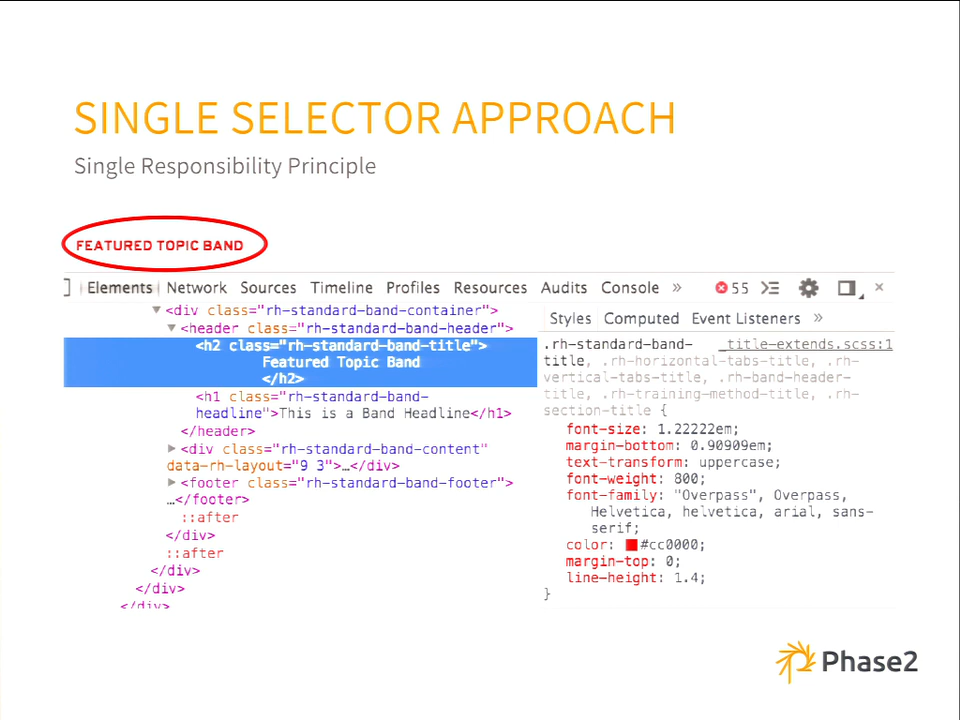 SINGLE SELECTOR APPROACH
Single Responsibility Principle
FEATURED TOPIC BAND
Elements Network Sources Timeline Profiles Resources Audits Console » 55
<div class="rh-standard-band-container">
<header class="rh-standard-band-header">
<h2 class="rh-standard-band-title">
Featured Topic Band
</h2>
<h1 class="rh-standard-band-
headline">This is a Band Headline</h1>
</header>
<div class="rh-standard-band-content"
data-rh-layout="9 3">…</div>
<footer class="rh-standard-band-footer">
…</footer>
::after
</div>
::after
</div>
</div>
</div>
Styles Computed Event Listeners »
.rh-standard-band- _title-extends.scss:1
title, .rh-horizontal-tabs-title, .rh-
vertical-tabs-title, .rh-band-header-
title, .rh-training-method-title, .rh-
section-title {
font-size: 1.22222em;
margin-bottom: 0.90909em;
text-transform: uppercase;
font-weight: 800;
font-family: "Overpass", Overpass,
Helvetica, helvetica, arial, sans-
serif;
color: #cc0000;
margin-top: 0;
line-height: 1.4;
}
Phase2